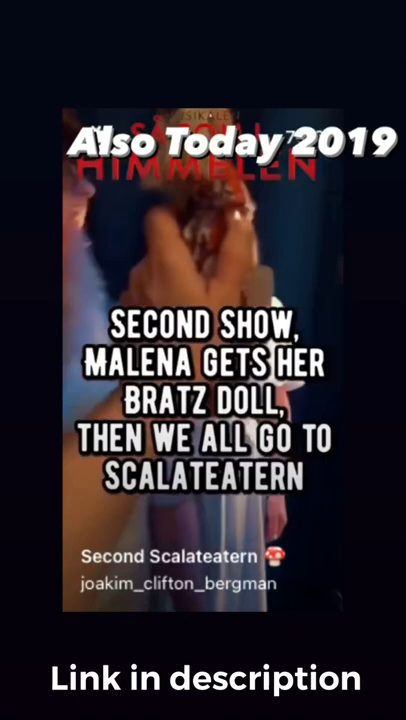 Also Today 2019
HIMMELEN
SECOND SHOW,
MALENA GETS HER
BRATZ DOLL,
THEN WE ALL GO TO
SCALATEATERN
Second Scalateatern 🍄
joakim_clifton_bergman
Link in description